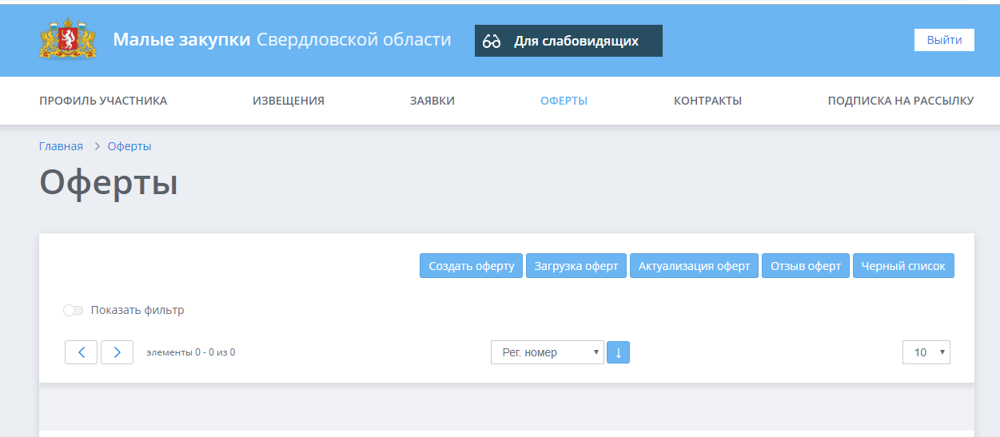 Малые закупки Свердловской области
Для слабовидящих
Выйти
ПРОФИЛЬ УЧАСТНИКА ИЗВЕЩЕНИЯ ЗАЯВКИ ОФЕРТЫ КОНТРАКТЫ ПОДПИСКА НА РАССЫЛКУ
Главная > Оферты
Оферты
Создать оферту Загрузка оферт Актуализация оферт Отзыв оферт Черный список
Показать фильтр
элементы 0 - 0 из 0 Рег. номер ↓ 10